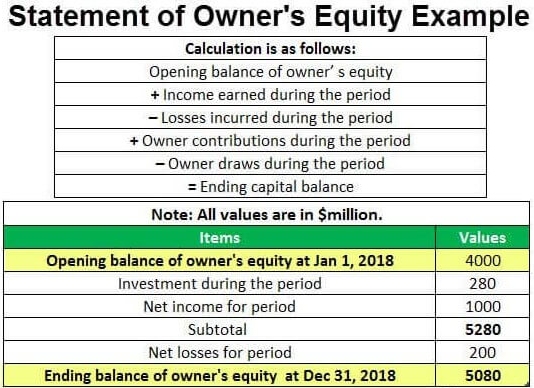 Statement of Owner's Equity Example
Calculation is as follows:
Opening balance of owner’ s equity
+ Income earned during the period
− Losses incurred during the period
+ Owner contributions during the period
− Owner draws during the period
= Ending capital balance
Note: All values are in $million.
Items Values
Opening balance of owner's equity at Jan 1, 2018 4000
Investment during the period 280
Net income for period 1000
Subtotal 5280
Net losses for period 200
Ending balance of owner's equity at Dec 31, 2018 5080